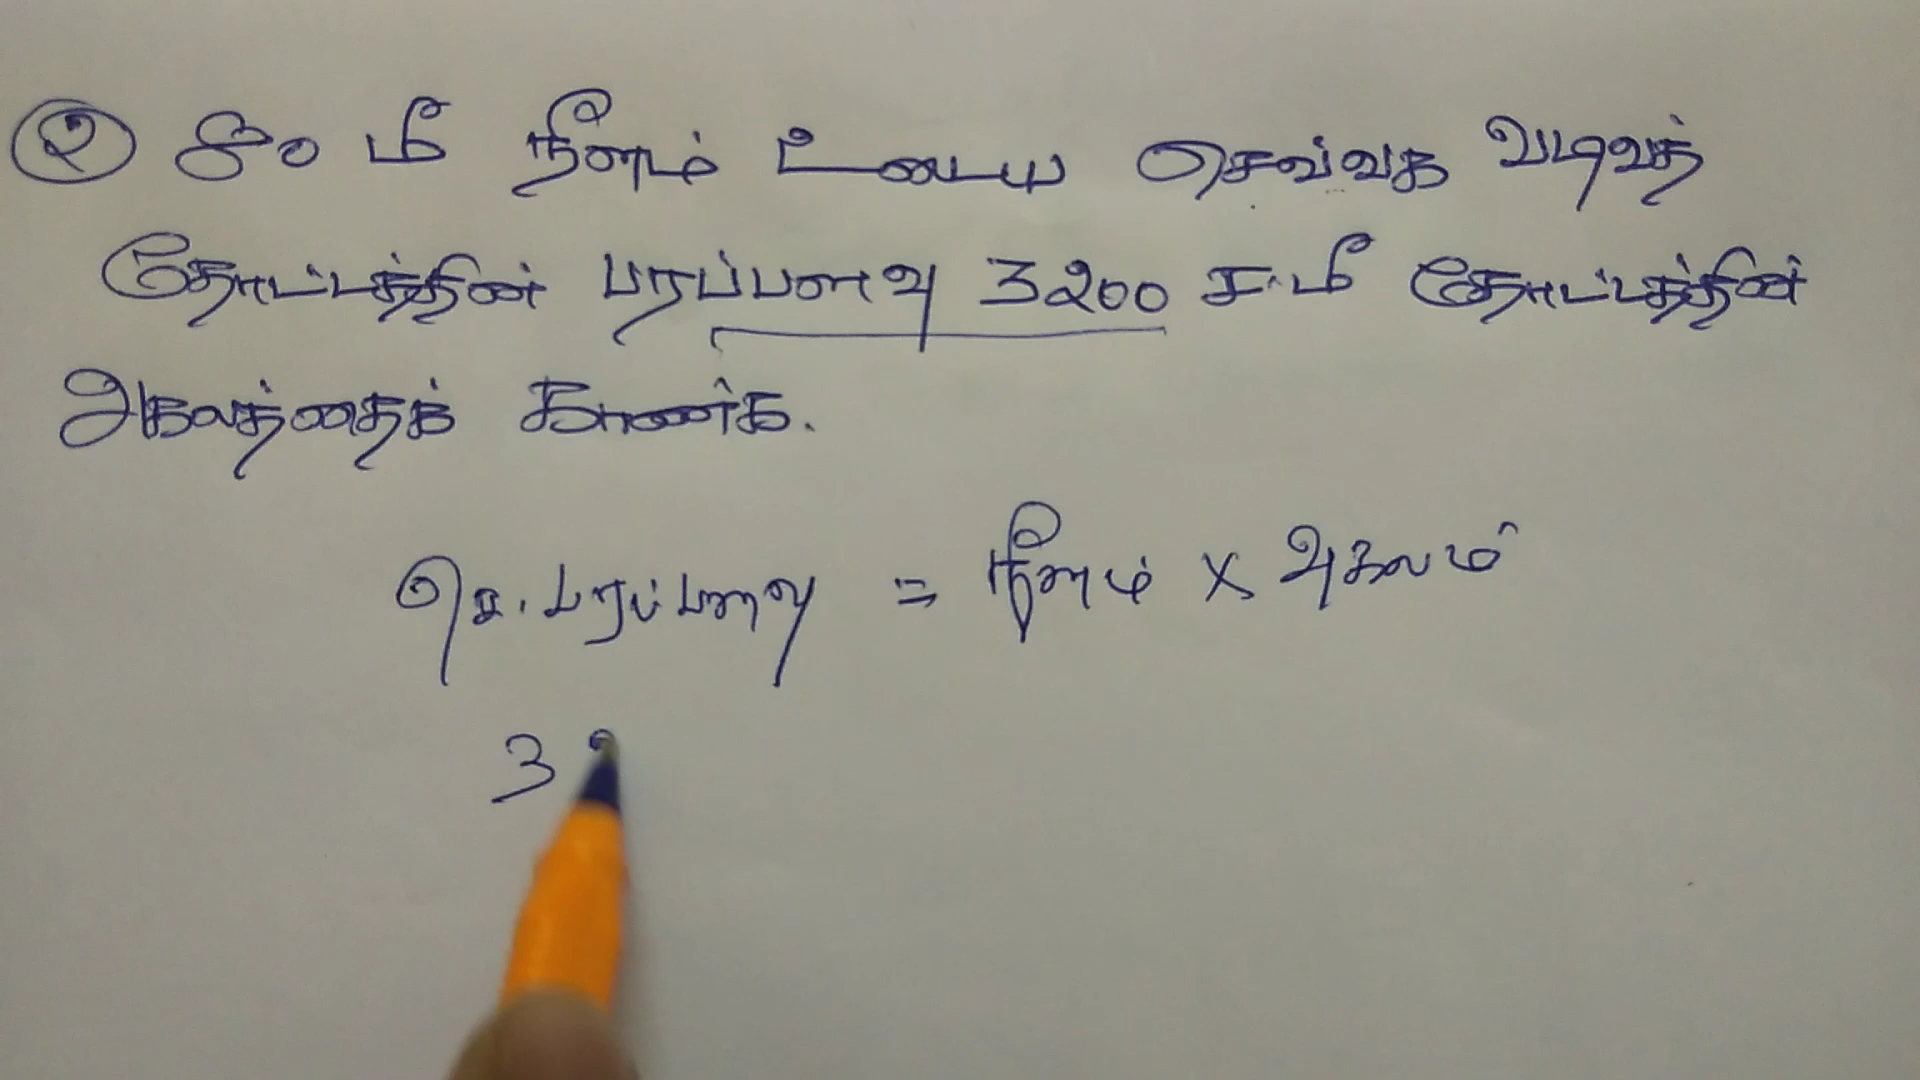 ② 80 மீ நீளம் உடைய செவ்வக வடிவத்
தோட்டத்தின் பரப்பளவு 3200 ச.மீ தோட்டத்தின்
அகலத்தைக் காண்க.
செ. பரப்பளவு = நீளம் × அகலம்
3